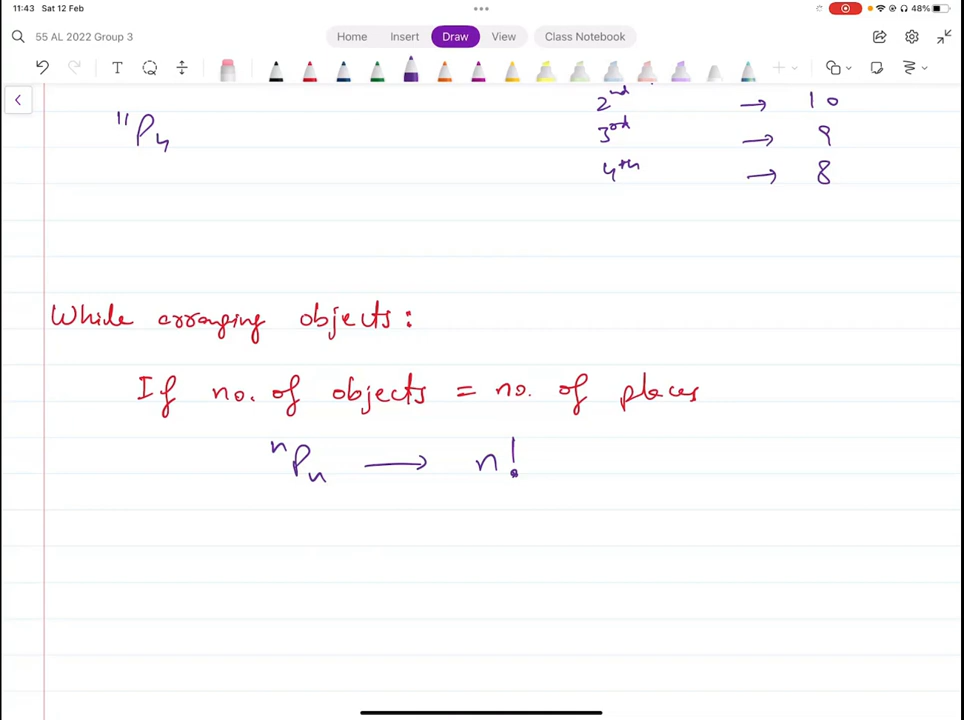 11:43 Sat 12 Feb
48%
55 AL 2022 Group 3
Home Insert Draw View Class Notebook
2nd → 10
¹¹P₄
3rd → 9
4th → 8
While arranging objects:
If no. of objects = no. of places
ⁿPₙ → n!